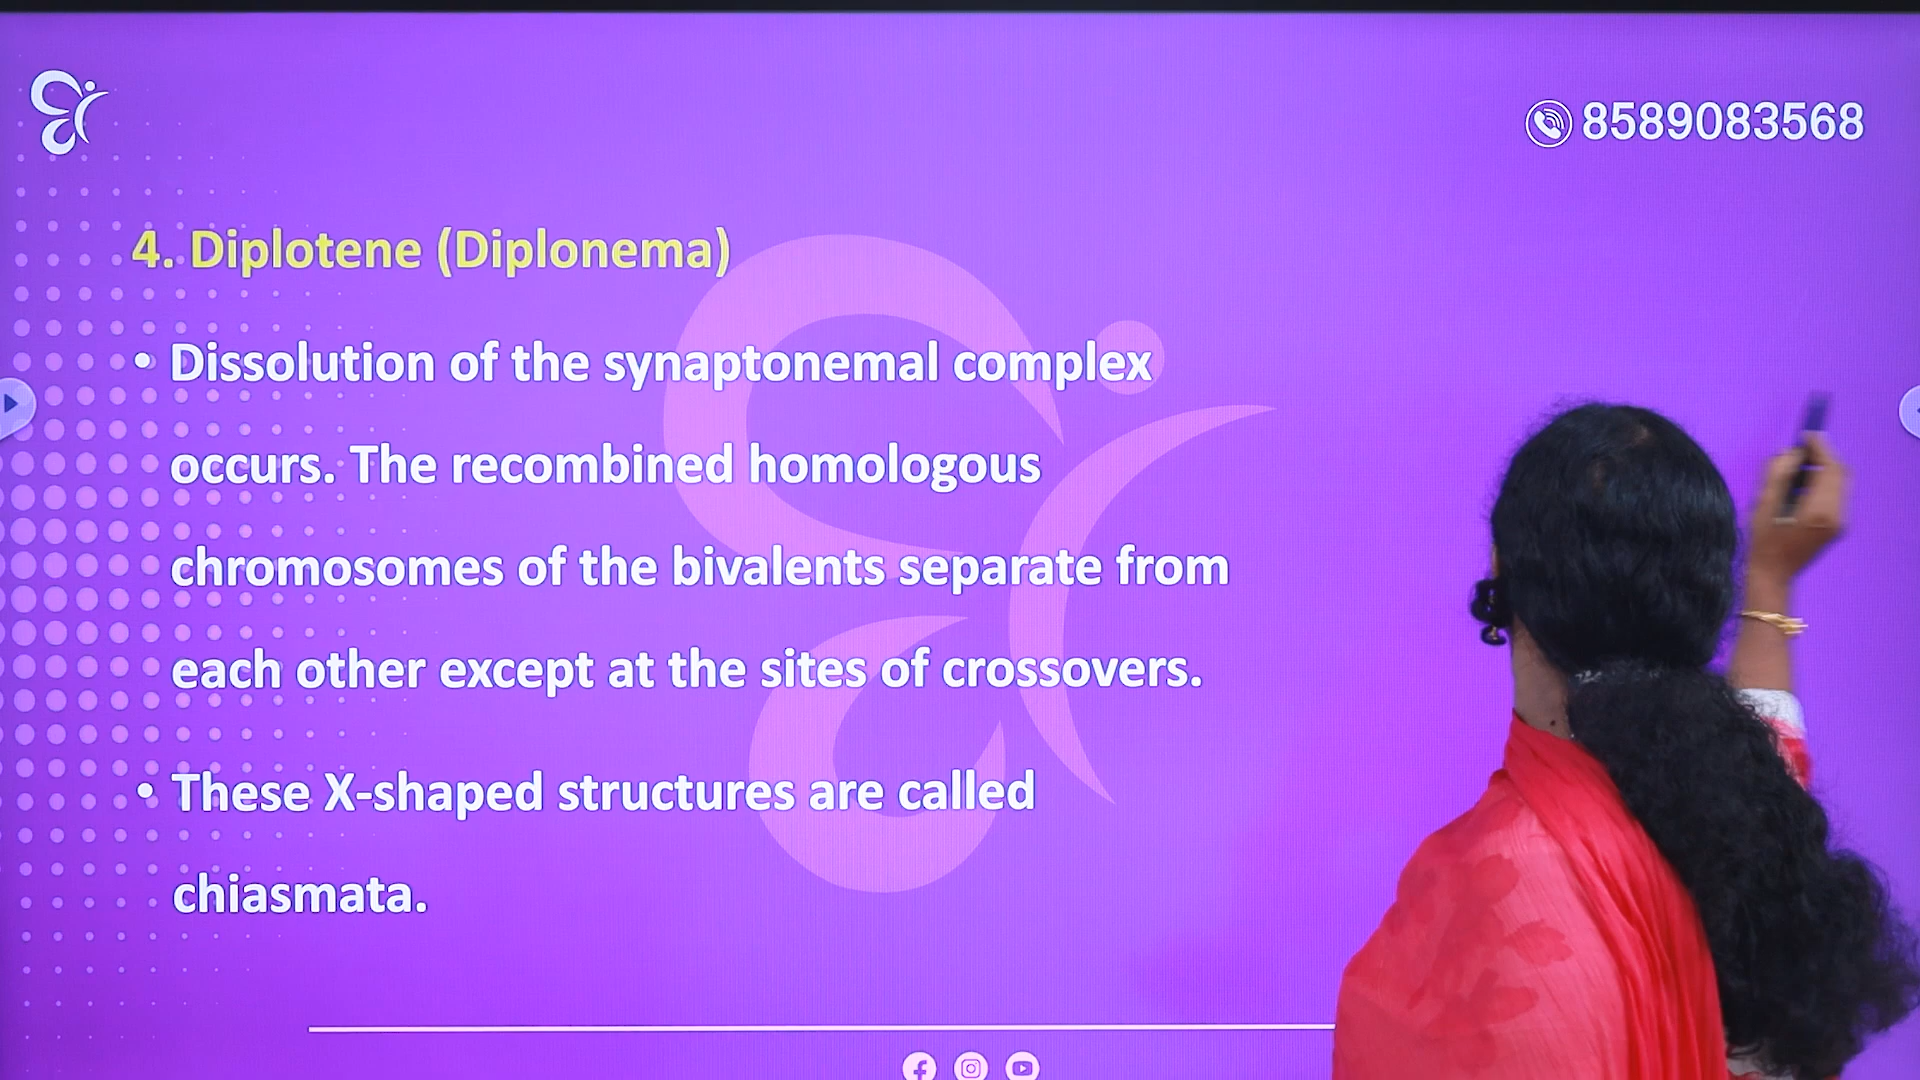 8589083568
4. Diplotene (Diplonema)
• Dissolution of the synaptonemal complex
occurs. The recombined homologous
chromosomes of the bivalents separate from
each other except at the sites of crossovers.
• These X-shaped structures are called
chiasmata.